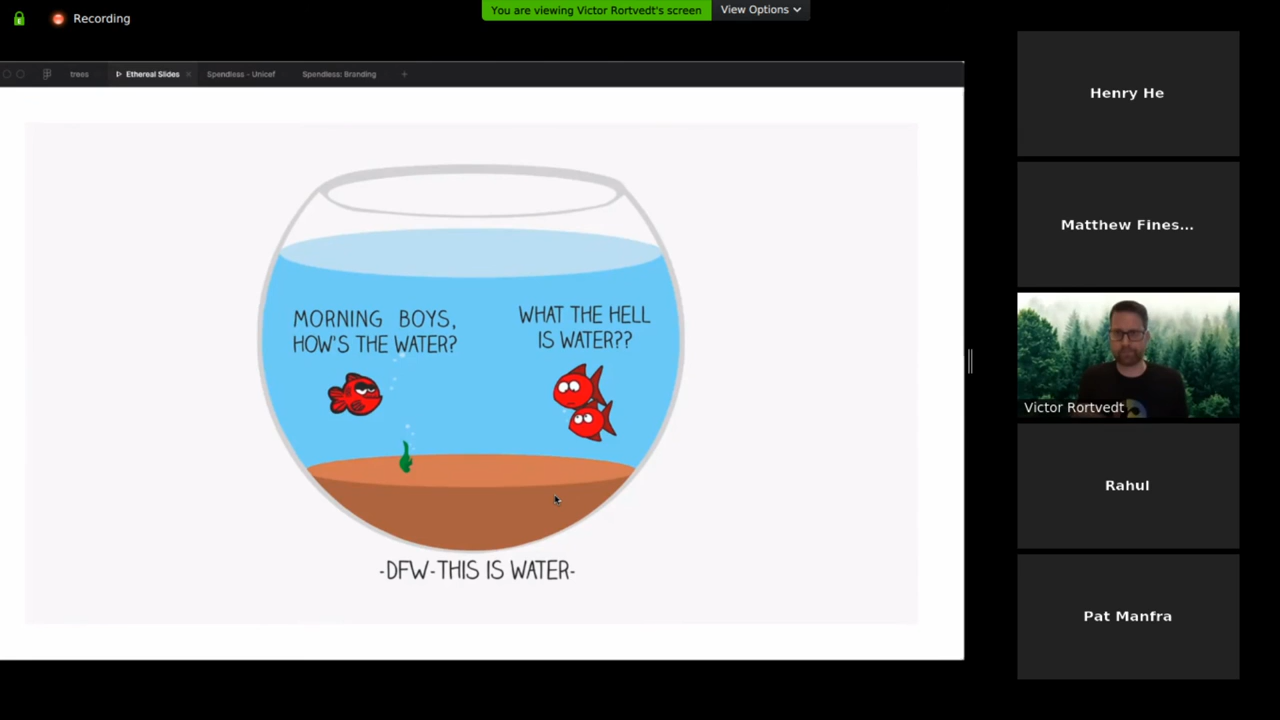 Recording
You are viewing Victor Rortvedt's screen
View Options
trees
Ethereal Slides
Spendless - Unicef
Spendless: Branding
MORNING BOYS,
HOW'S THE WATER?
WHAT THE HELL
IS WATER??
-DFW-THIS IS WATER-
Henry He
Matthew Fines...
Victor Rortvedt
Rahul
Pat Manfra